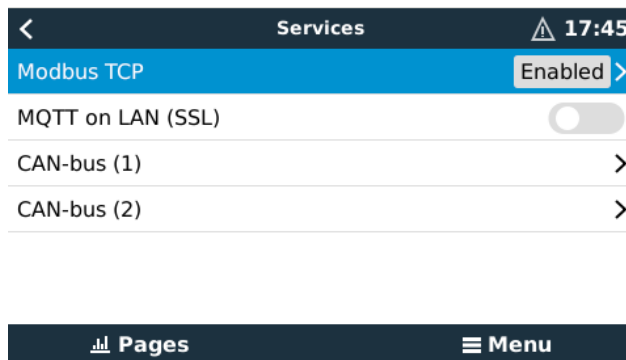 Services 17:45
Modbus TCP Enabled
MQTT on LAN (SSL)
CAN-bus (1)
CAN-bus (2)
Pages Menu